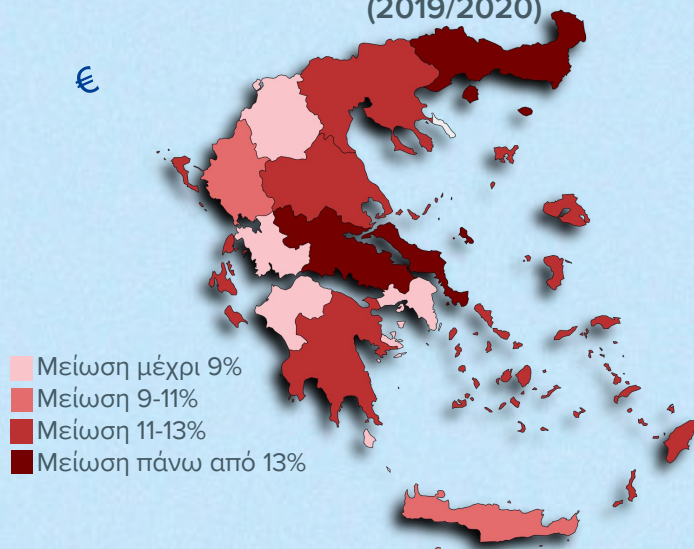 (2019/2020)
€
Μείωση μέχρι 9%
Μείωση 9-11%
Μείωση 11-13%
Μείωση πάνω από 13%